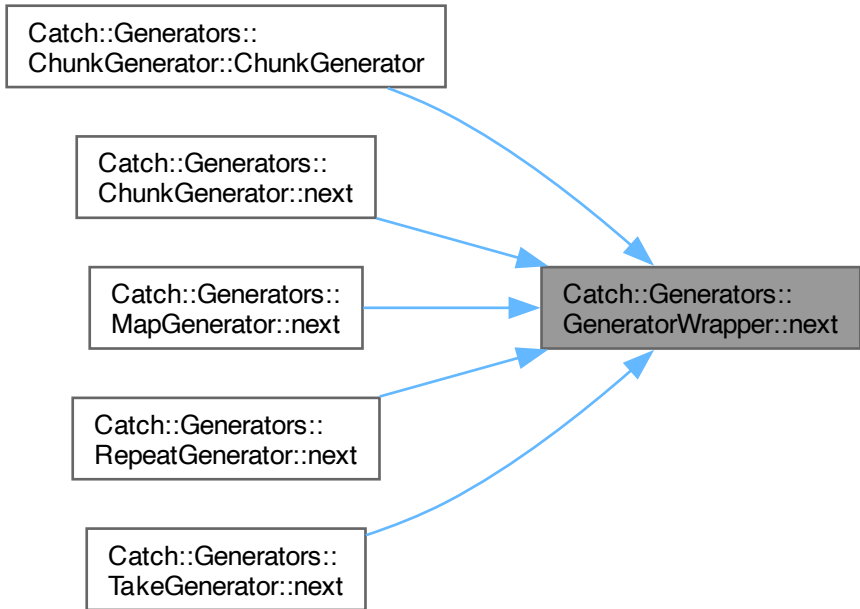 Catch::Generators::
ChunkGenerator::ChunkGenerator
Catch::Generators::
ChunkGenerator::next
Catch::Generators::
MapGenerator::next
Catch::Generators::
RepeatGenerator::next
Catch::Generators::
TakeGenerator::next
Catch::Generators::
GeneratorWrapper::next